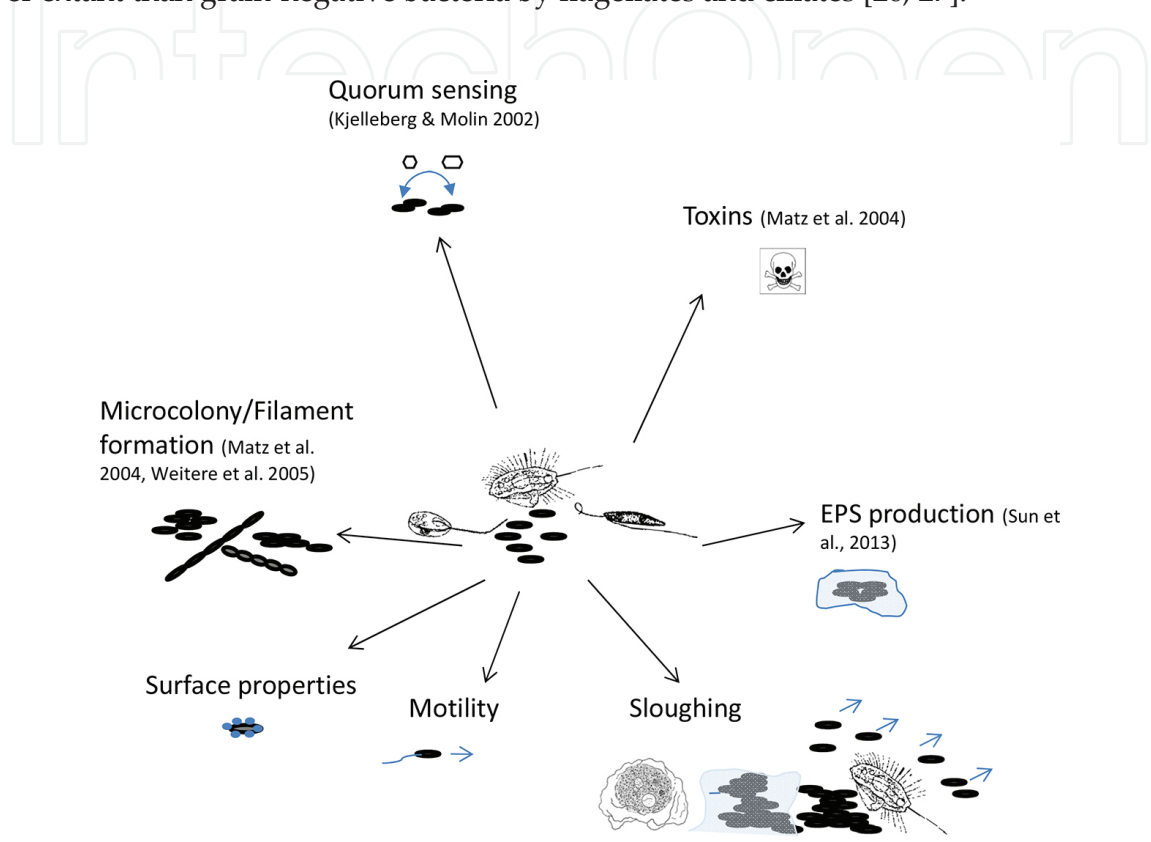 IntechOpen
Quorum sensing
(Kjelleberg & Molin 2002)
Toxins (Matz et al. 2004)
Microcolony/Filament
formation (Matz et al.
2004, Weitere et al. 2005)
EPS production (Sun et
al., 2013)
Surface properties
Motility
Sloughing